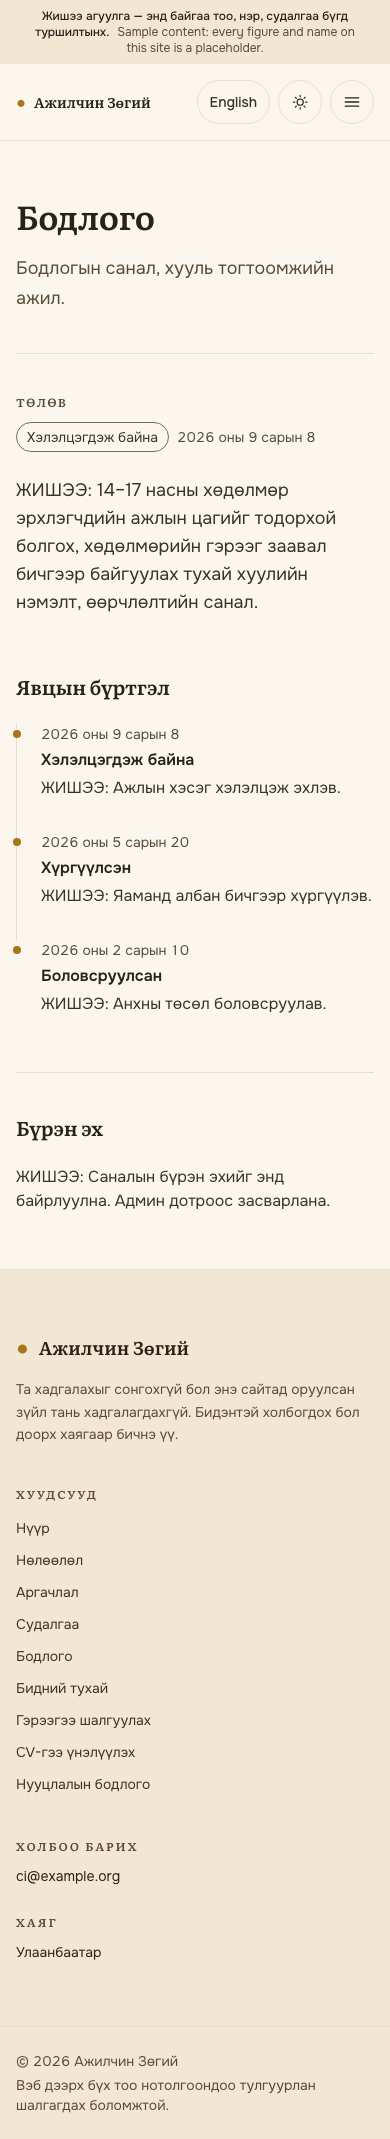 Жишээ агуулга — энд байгаа тоо, нэр, судалгаа бүгд
туршилтынх. Sample content: every figure and name on
this site is a placeholder.
Ажилчин Зөгий
English
Бодлого
Бодлогын санал, хууль тогтоомжийн
ажил.
ТӨЛӨВ
Хэлэлцэгдэж байна 2026 оны 9 сарын 8
ЖИШЭЭ: 14–17 насны хөдөлмөр
эрхлэгчдийн ажлын цагийг тодорхой
болгох, хөдөлмөрийн гэрээг заавал
бичгээр байгуулах тухай хуулийн
нэмэлт, өөрчлөлтийн санал.
Явцын бүртгэл
2026 оны 9 сарын 8
Хэлэлцэгдэж байна
ЖИШЭЭ: Ажлын хэсэг хэлэлцэж эхлэв.
2026 оны 5 сарын 20
Хүргүүлсэн
ЖИШЭЭ: Яаманд албан бичгээр хүргүүлэв.
2026 оны 2 сарын 10
Боловсруулсан
ЖИШЭЭ: Анхны төсөл боловсруулав.
Бүрэн эх
ЖИШЭЭ: Саналын бүрэн эхийг энд
байрлуулна. Админ дотроос засварлана.
Ажилчин Зөгий
Та хадгалахыг сонгохгүй бол энэ сайтад оруулсан
зүйл тань хадгалагдахгүй. Бидэнтэй холбогдох бол
доорх хаягаар бичнэ үү.
ХУУДСУУД
Нүүр
Нөлөөлөл
Аргачлал
Судалгаа
Бодлого
Бидний тухай
Гэрээгээ шалгуулах
CV-гээ үнэлүүлэх
Нууцлалын бодлого
ХОЛБОО БАРИХ
ci@example.org
ХАЯГ
Улаанбаатар
© 2026 Ажилчин Зөгий
Вэб дээрх бүх тоо нотолгоондоо тулгуурлан
шалгагдах боломжтой.